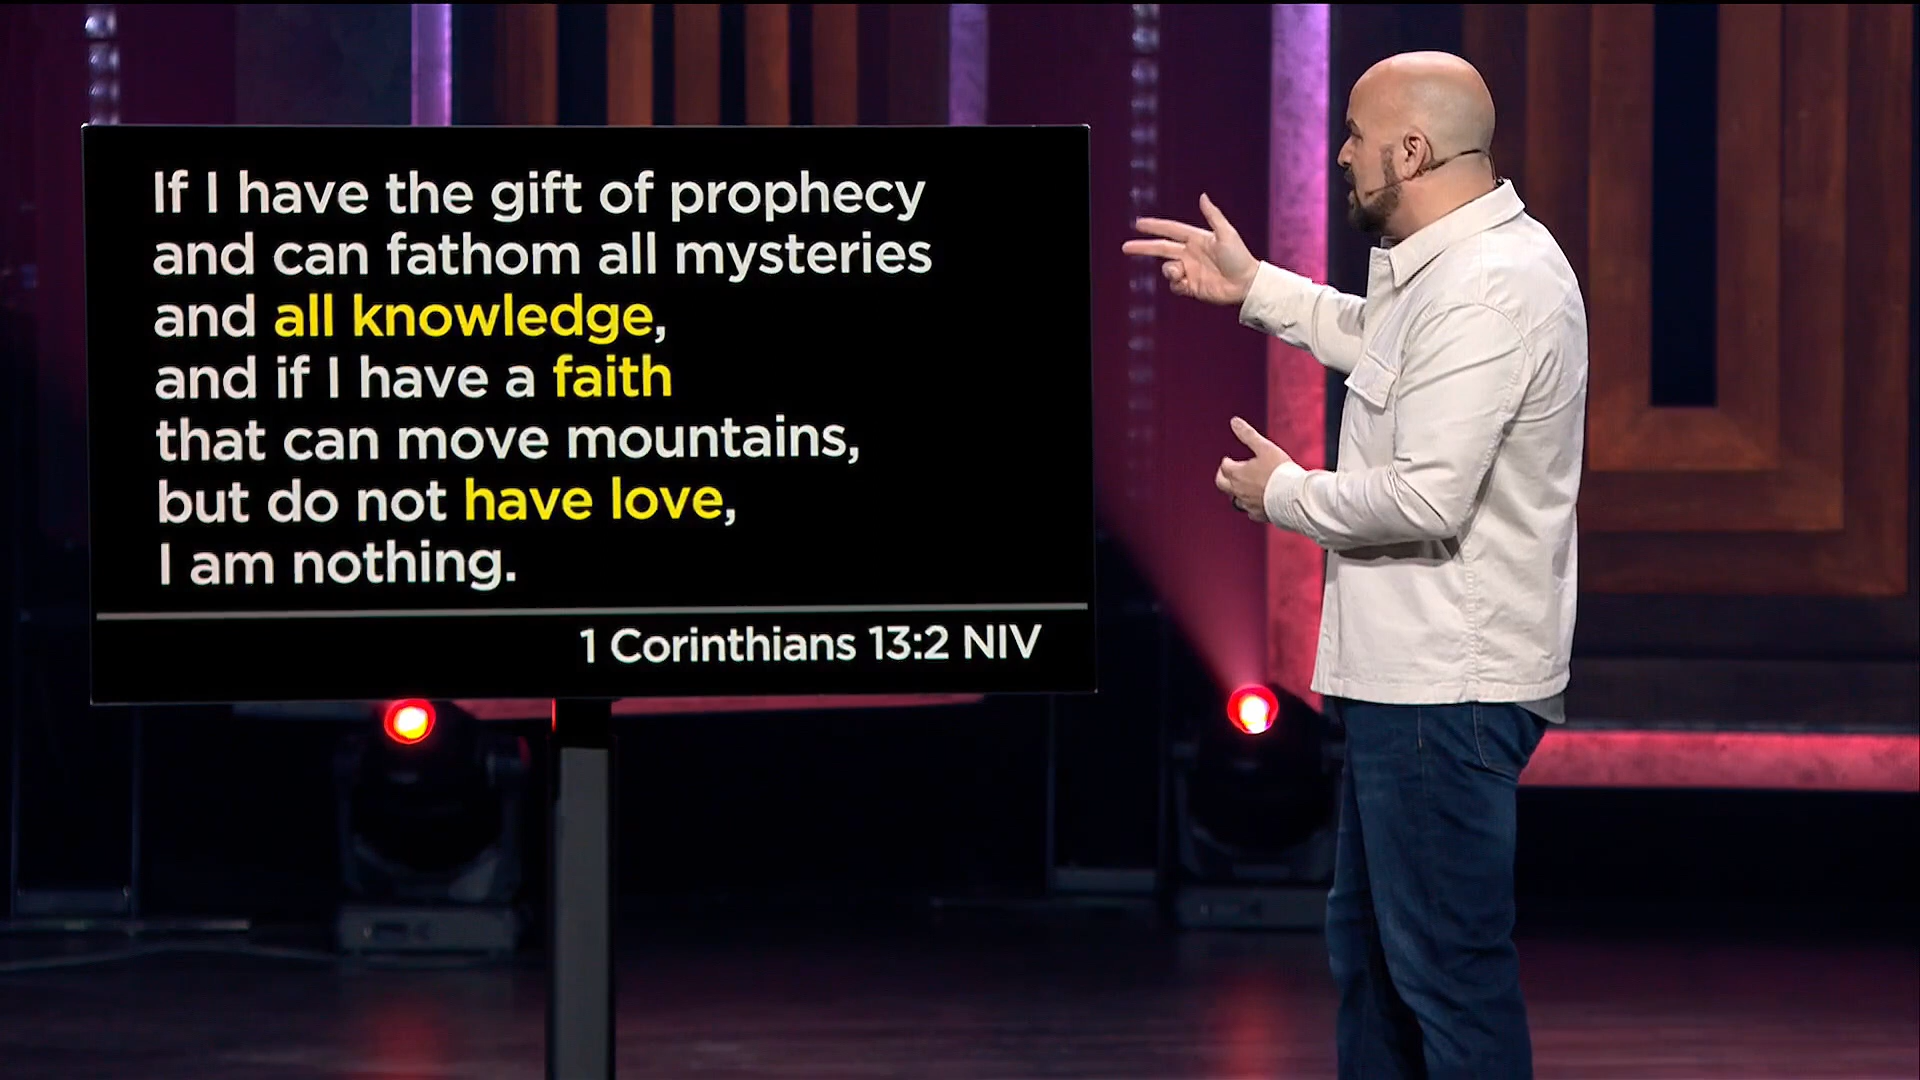 If I have the gift of prophecy
and can fathom all mysteries
and all knowledge,
and if I have a faith
that can move mountains,
but do not have love,
I am nothing.
1 Corinthians 13:2 NIV